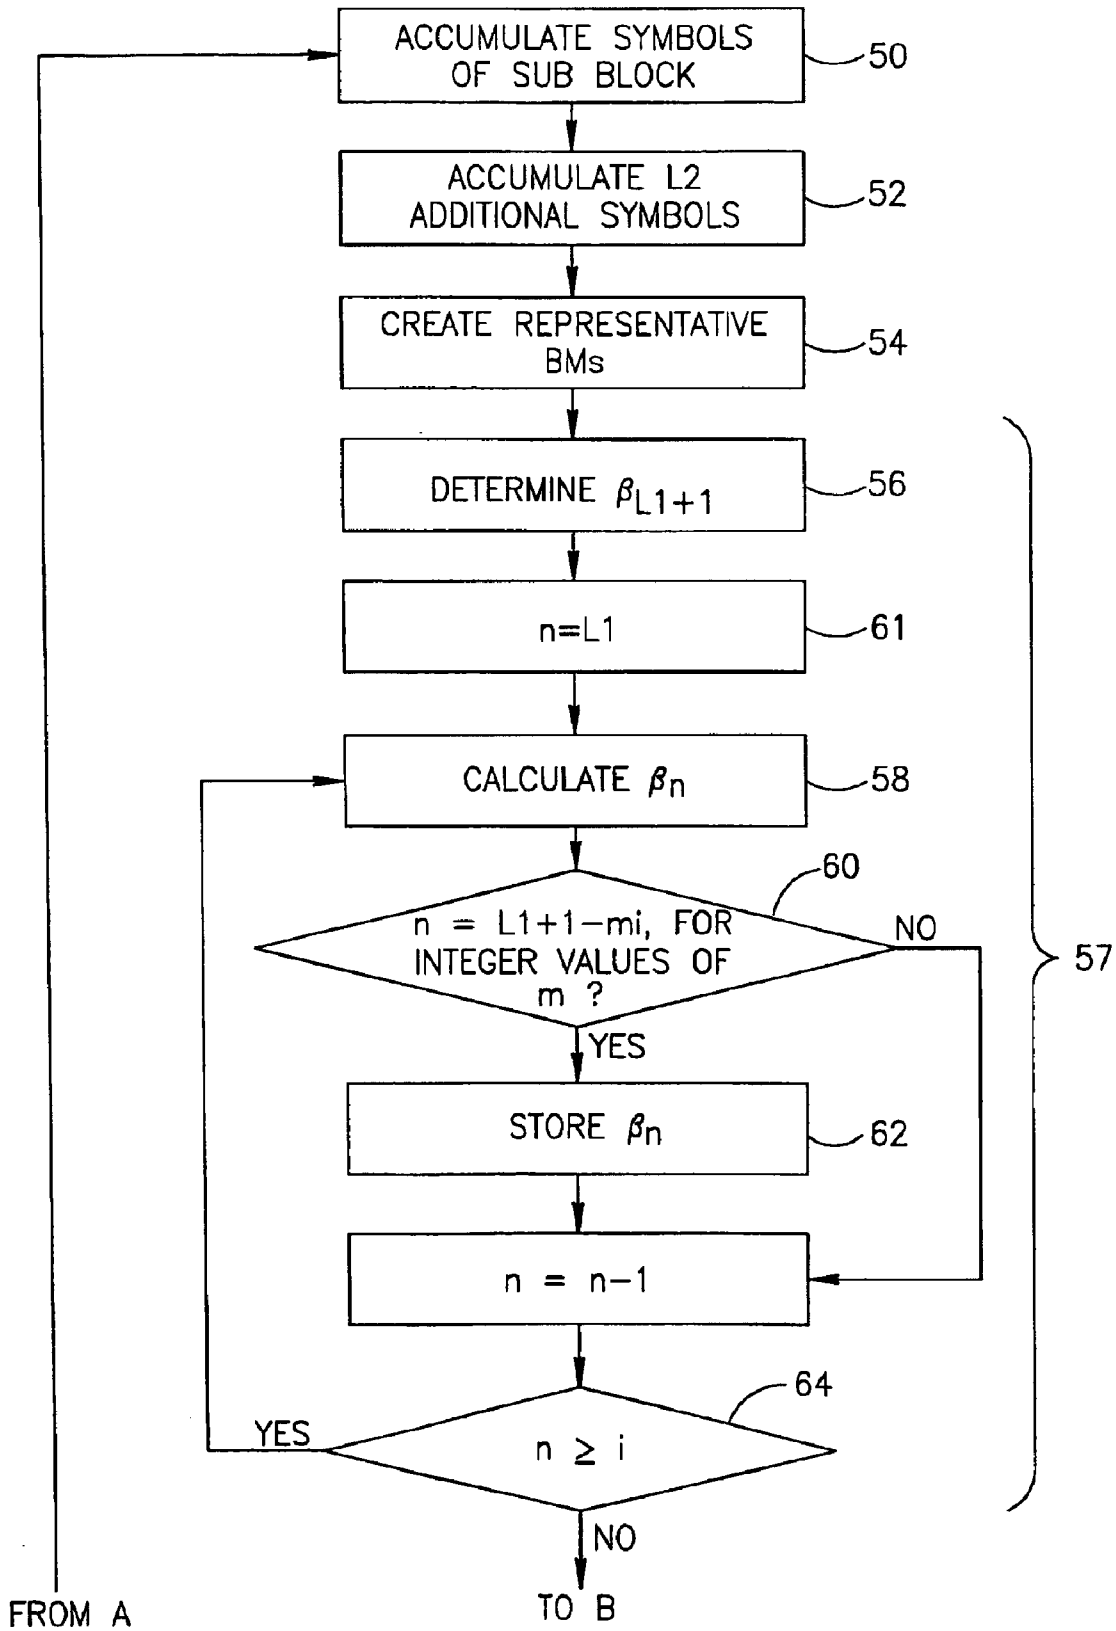 ACCUMULATE SYMBOLS
OF SUB BLOCK
50
ACCUMULATE L2
ADDITIONAL SYMBOLS
52
CREATE REPRESENTATIVE
BMs
54
DETERMINE βL1+1
56
n=L1
61
CALCULATE βn
58
60
n = L1+1-mi, FOR
INTEGER VALUES OF
m ?
NO
YES
57
STORE βn
62
n = n-1
64
n ≥ i
YES
NO
FROM A
TO B